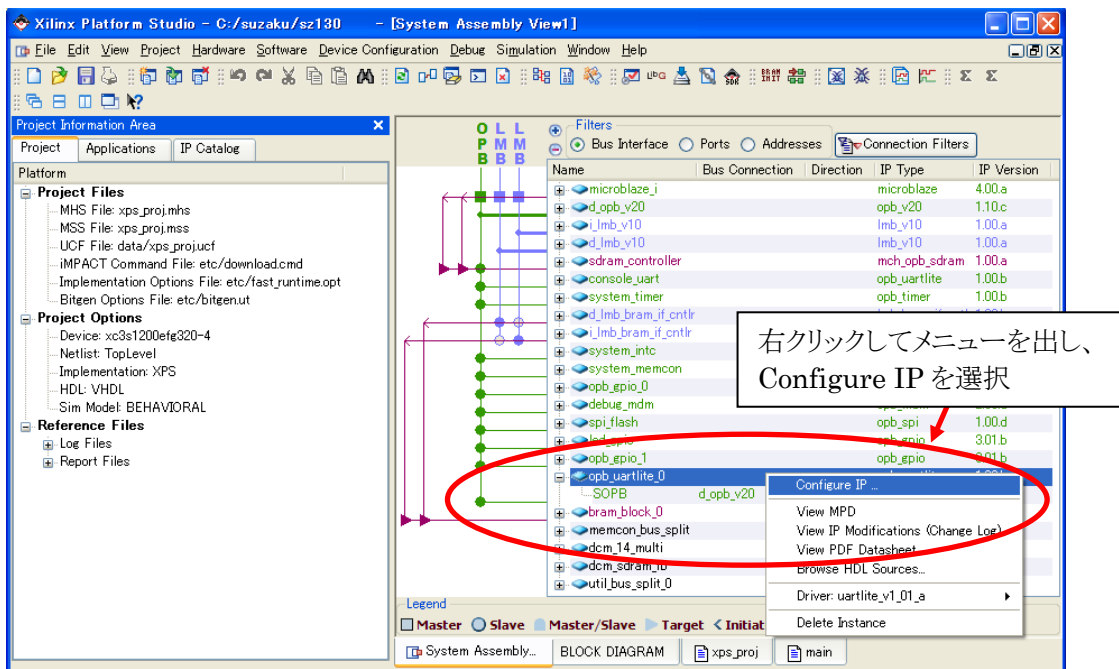 Xilinx Platform Studio - C:/suzaku/sz130 - [System Assembly View1]
File Edit View Project Hardware Software Device Configuration Debug Simulation Window Help
Project Information Area
Project Applications IP Catalog
Platform
Project Files
MHS File: xps_proj.mhs
MSS File: xps_proj.mss
UCF File: data/xps_proj.ucf
iMPACT Command File: etc/download.cmd
Implementation Options File: etc/fast_runtime.opt
Bitgen Options File: etc/bitgen.ut
Project Options
Device: xc3s1200efg320-4
Netlist: TopLevel
Implementation: XPS
HDL: VHDL
Sim Model: BEHAVIORAL
Reference Files
Log Files
Report Files
OPB LMB LMB
Filters
Bus Interface Ports Addresses Connection Filters
Name Bus Connection Direction IP Type IP Version
microblaze_i microblaze 4.00.a
d_opb_v20 opb_v20 1.10.c
i_lmb_v10 lmb_v10 1.00.a
d_lmb_v10 lmb_v10 1.00.a
sdram_controller mch_opb_sdram 1.00.a
console_uart opb_uartlite 1.00.b
system_timer opb_timer 1.00.b
d_lmb_bram_if_cntlr
i_lmb_bram_if_cntlr
system_intc
system_memcon
opb_gpio_0
debug_mdm
spi_flash opb_spi 1.00.d
led_gpio opb_gpio 3.01.b
opb_gpio_1 opb_gpio 3.01.b
opb_uartlite_0
SOPB d_opb_v20
bram_block_0
memcon_bus_split
dcm_14_multi
dcm_sdram_fb
util_bus_split_0
右クリックしてメニューを出し、
Configure IP を選択
Configure IP ...
View MPD
View IP Modifications (Change Log)
View PDF Datasheet
Browse HDL Sources...
Driver: uartlite_v1_01_a
Delete Instance
Legend
Master Slave Master/Slave Target Initiat
System Assembly... BLOCK DIAGRAM xps_proj main